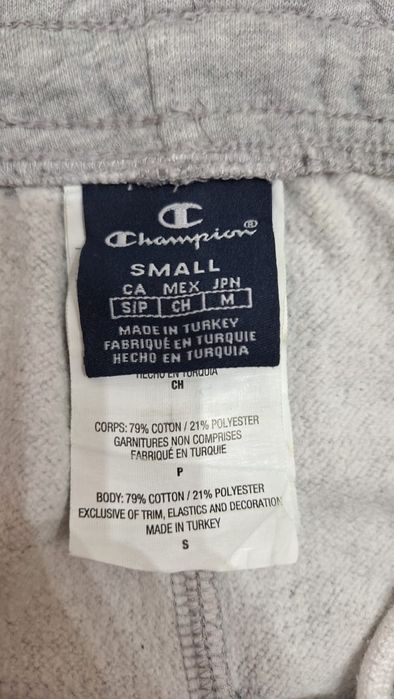 Champion®
SMALL
CA MEX JPN
S/P CH M
MADE IN TURKEY
FABRIQUÉ EN TURQUIE
HECHO EN TURQUIA
HECHO EN TURQUIA
CH
CORPS: 79% COTTON / 21% POLYESTER
GARNITURES NON COMPRISES
FABRIQUÉ EN TURQUIE
P
BODY: 79% COTTON / 21% POLYESTER
EXCLUSIVE OF TRIM, ELASTICS AND DECORATION
MADE IN TURKEY
S